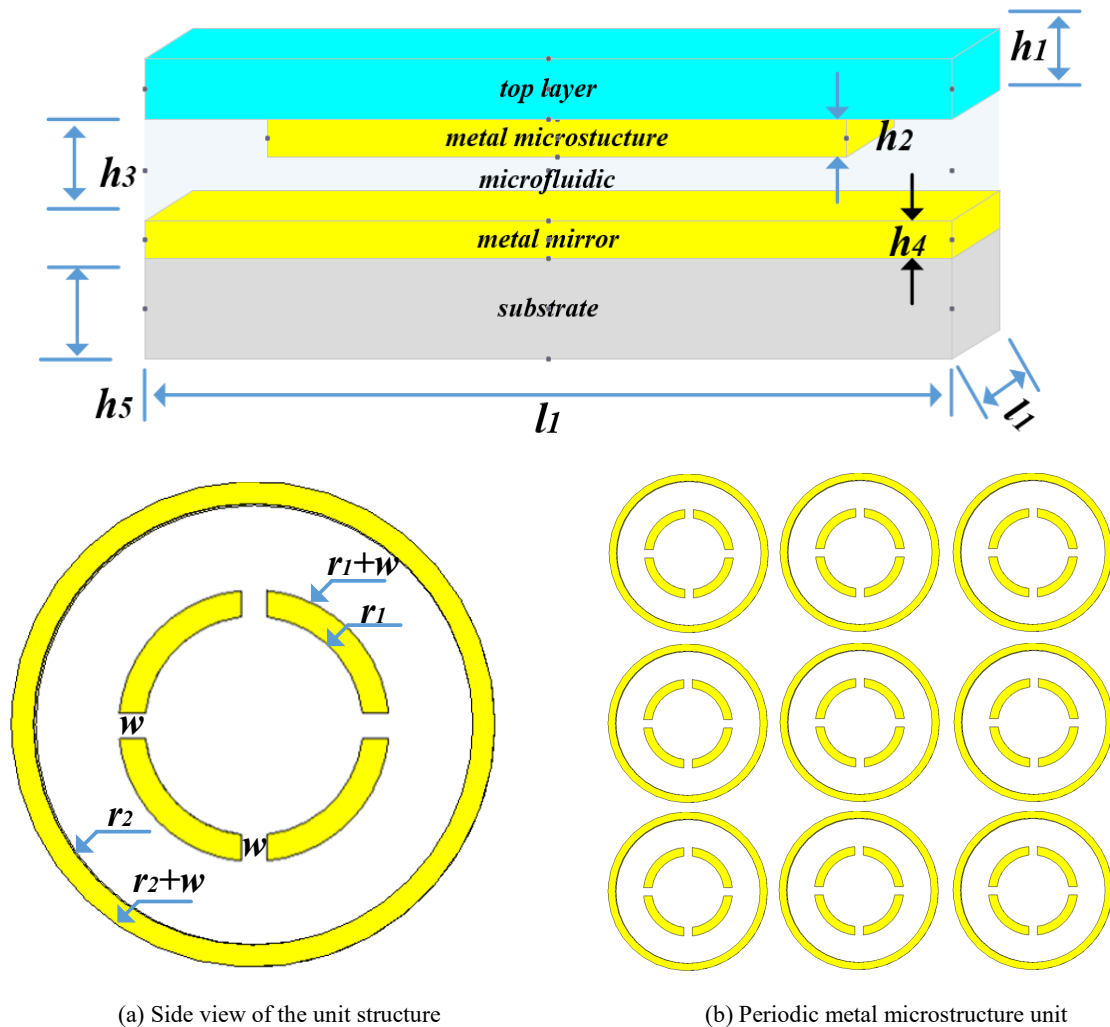 h1
top layer
metal microstucture
h2
h3
microfluidic
metal mirror
h4
substrate
h5
l1
l1
r1+w
r1
w
r2
w
r2+w
(a) Side view of the unit structure
(b) Periodic metal microstructure unit